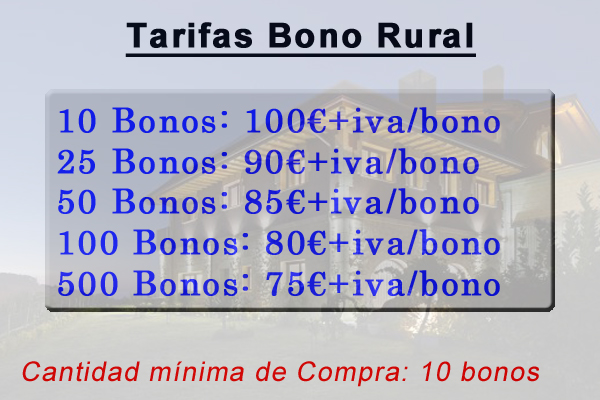 Tarifas Bono Rural
10 Bonos: 100€+iva/bono
25 Bonos: 90€+iva/bono
50 Bonos: 85€+iva/bono
100 Bonos: 80€+iva/bono
500 Bonos: 75€+iva/bono
Cantidad mínima de Compra: 10 bonos